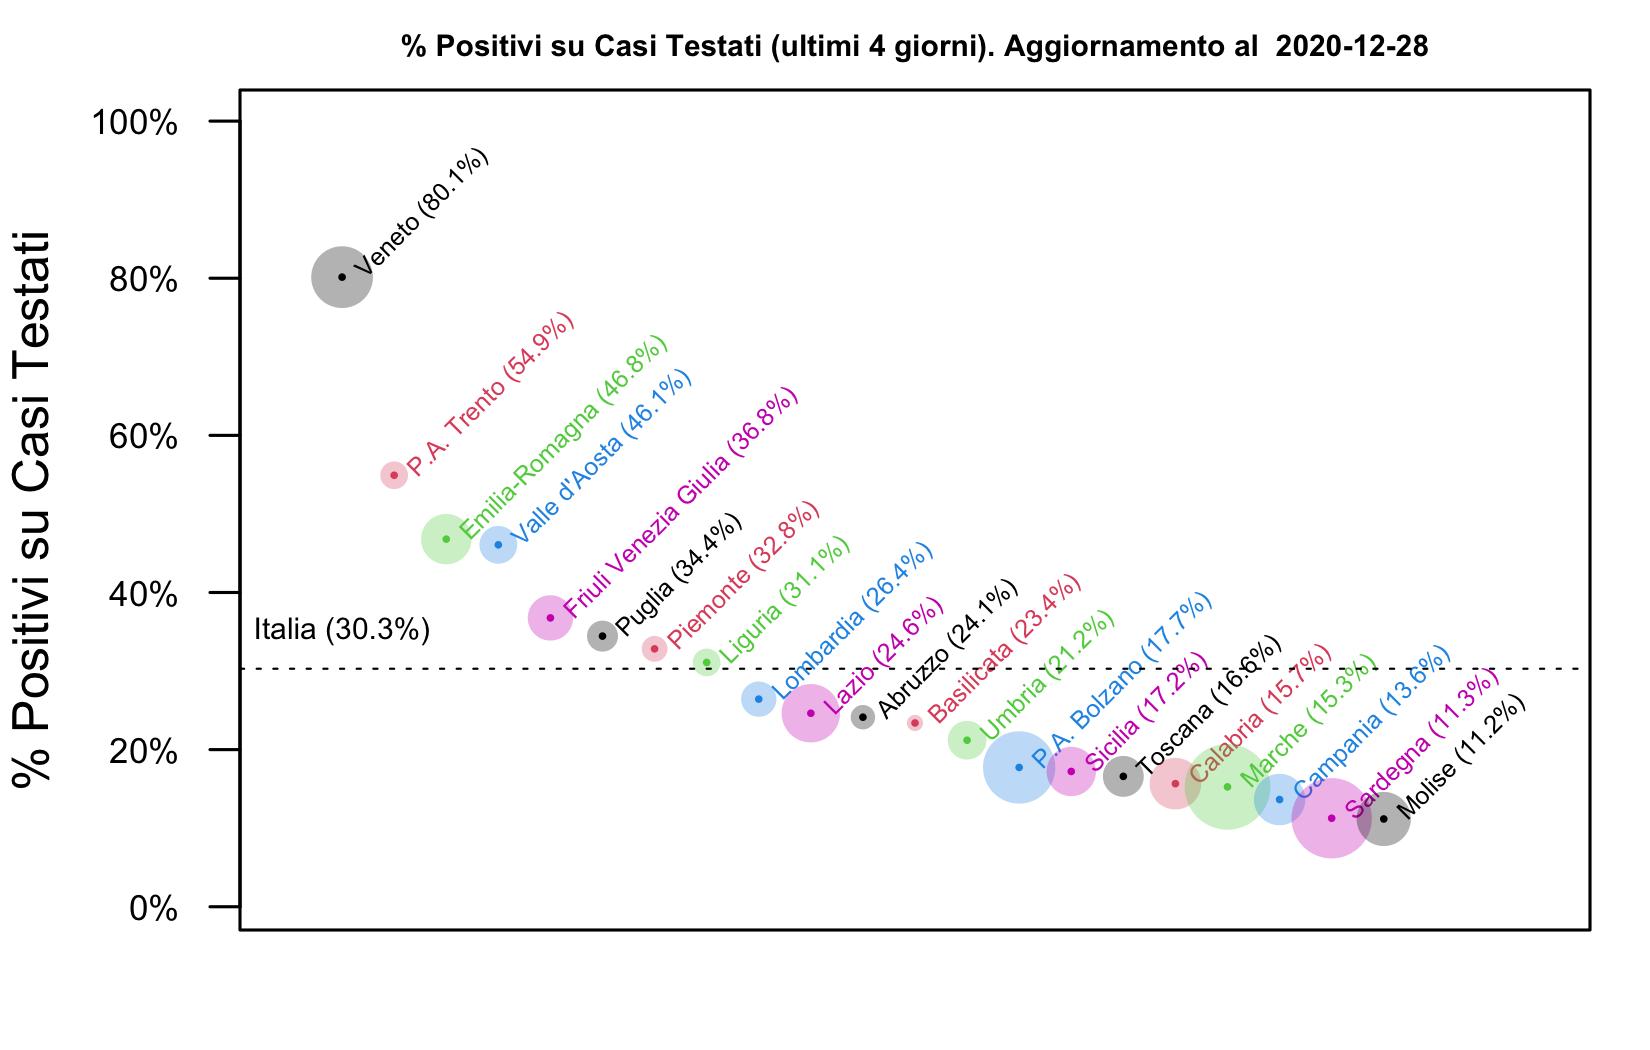 % Positivi su Casi Testati (ultimi 4 giorni). Aggiornamento al  2020-12-28
% Positivi su Casi Testati
100%
80%
60%
40%
20%
0%
Italia (30.3%)
Veneto (80.1%)
P.A. Trento (54.9%)
Emilia-Romagna (46.8%)
Valle d'Aosta (46.1%)
Friuli Venezia Giulia (36.8%)
Puglia (34.4%)
Piemonte (32.8%)
Liguria (31.1%)
Lombardia (26.4%)
Lazio (24.6%)
Abruzzo (24.1%)
Basilicata (23.4%)
Umbria (21.2%)
P.A. Bolzano (17.7%)
Sicilia (17.2%)
Toscana (16.6%)
Calabria (15.7%)
Marche (15.3%)
Campania (13.6%)
Sardegna (11.3%)
Molise (11.2%)